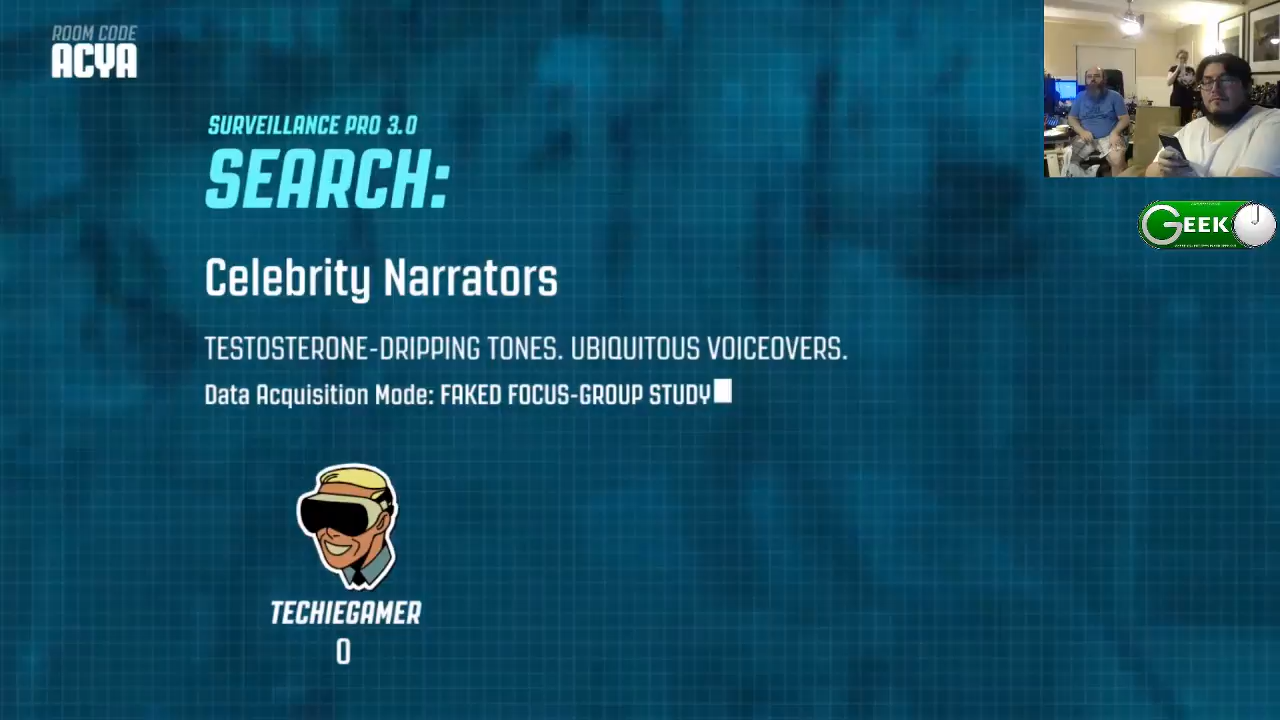 ROOM CODE
ACYA
SURVEILLANCE PRO 3.0
SEARCH:
Celebrity Narrators
TESTOSTERONE-DRIPPING TONES. UBIQUITOUS VOICEOVERS.
Data Acquisition Mode: FAKED FOCUS-GROUP STUDY
GEEK
TECHIEGAMER
0